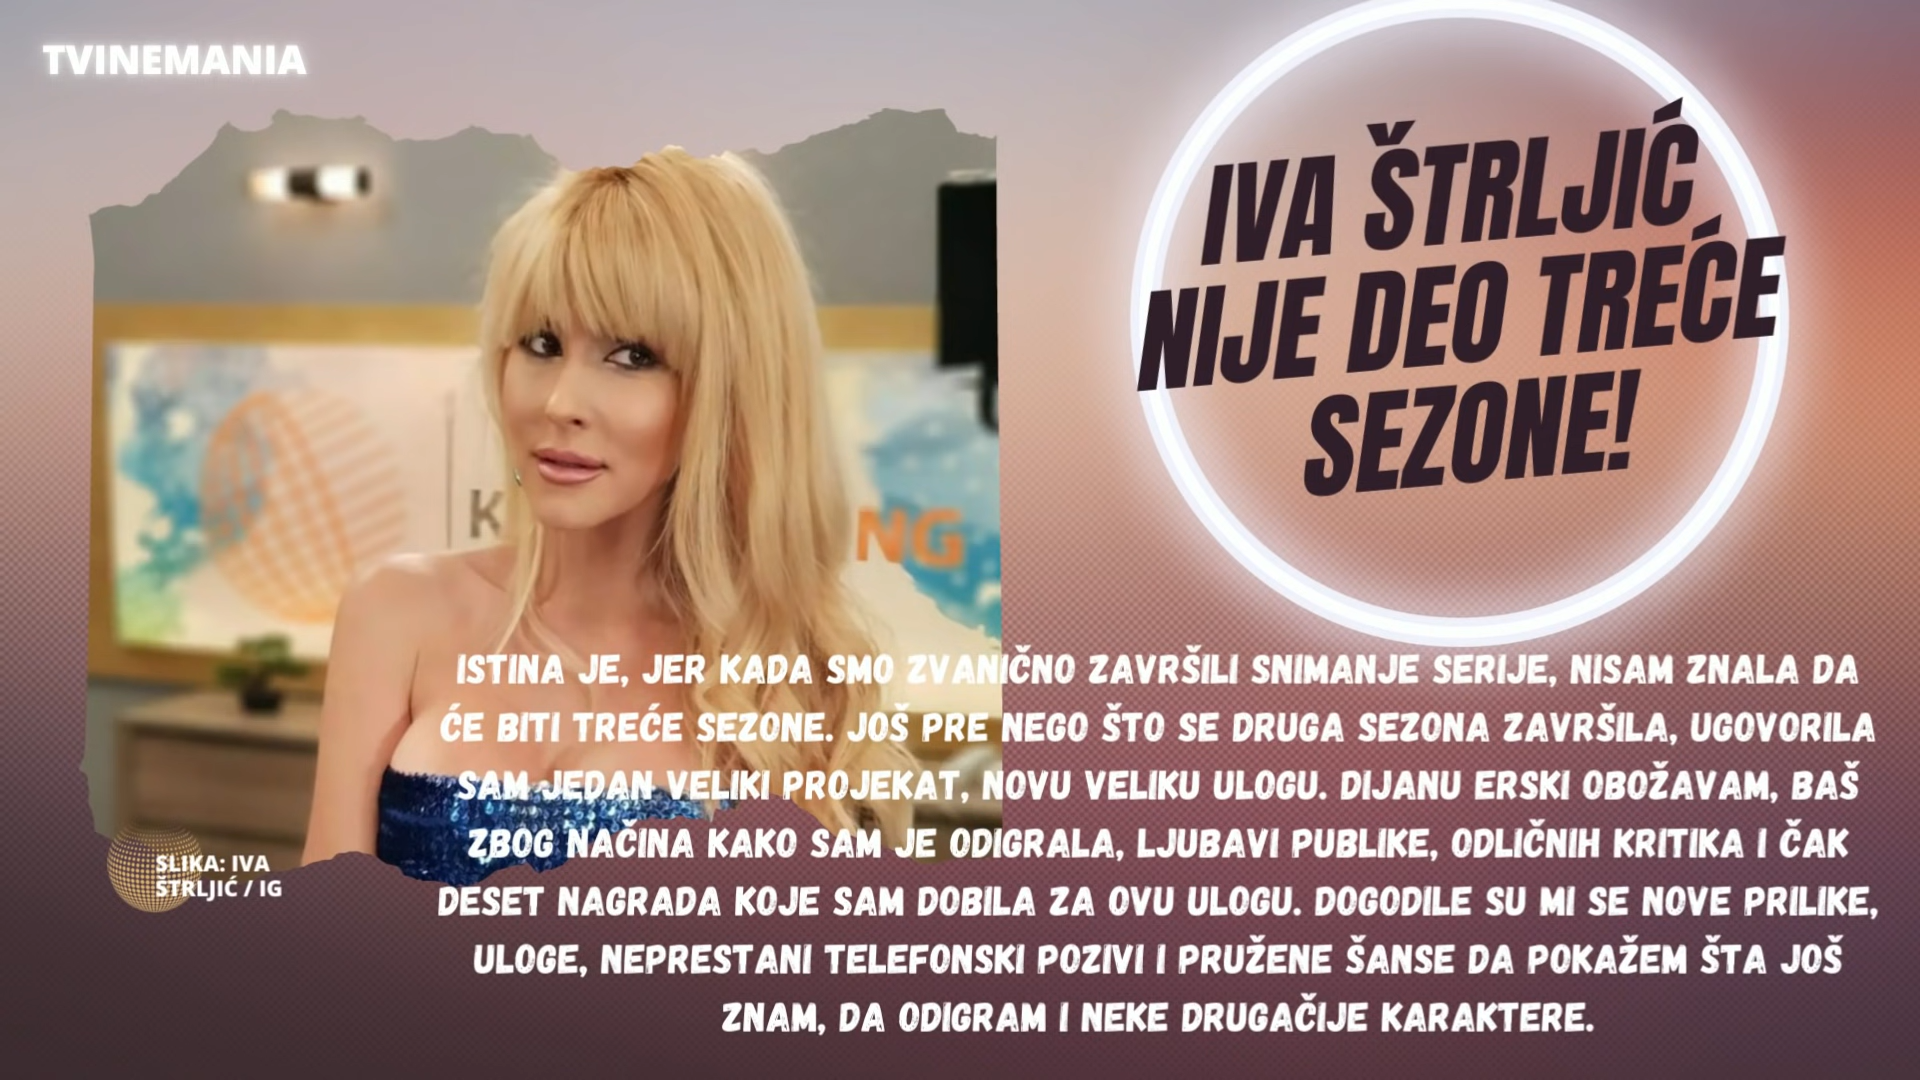 TVINEMANIA
IVA ŠTRLJIĆ
NIJE DEO TREĆE
SEZONE!
K
NG
ISTINA JE, JER KADA SMO ZVANIČNO ZAVRŠILI SNIMANJE SERIJE, NISAM ZNALA DA
ĆE BITI TREĆE SEZONE. JOŠ PRE NEGO ŠTO SE DRUGA SEZONA ZAVRŠILA, UGOVORILA
SAM JEDAN VELIKI PROJEKAT, NOVU VELIKU ULOGU. DIJANU ERSKI OBOŽAVAM, BAŠ
ZBOG NAČINA KAKO SAM JE ODIGRALA, LJUBAVI PUBLIKE, ODLIČNIH KRITIKA I ČAK
DESET NAGRADA KOJE SAM DOBILA ZA OVU ULOGU. DOGODILE SU MI SE NOVE PRILIKE,
ULOGE, NEPRESTANI TELEFONSKI POZIVI I PRUŽENE ŠANSE DA POKAŽEM ŠTA JOŠ
ZNAM, DA ODIGRAM I NEKE DRUGAČIJE KARAKTERE.
SLIKA: IVA
ŠTRLJIĆ / IG